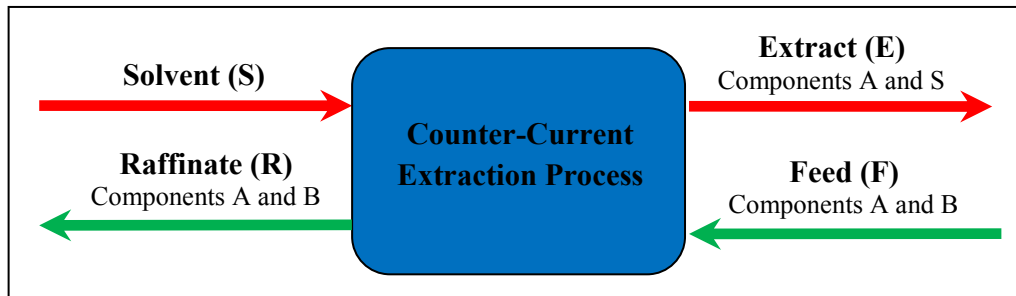 Solvent (S)
Raffinate (R)
Components A and B
Counter-Current
Extraction Process
Extract (E)
Components A and S
Feed (F)
Components A and B